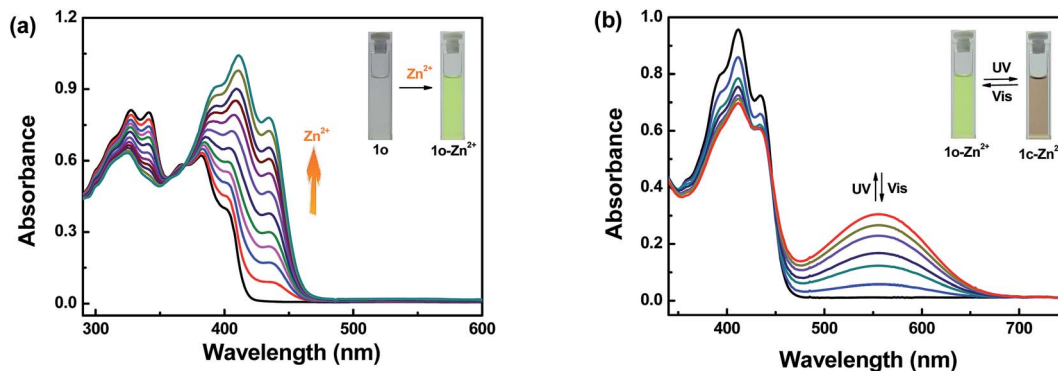 (a)
1.2
0.9
0.6
0.3
0.0
Absorbance
300 400 500 600
Wavelength (nm)
Zn²⁺
Zn²⁺
1o
1o-Zn²⁺
(b)
1.0
0.8
0.6
0.4
0.2
0.0
Absorbance
400 500 600 700
Wavelength (nm)
UV
Vis
1o-Zn²⁺
1c-Zn²
UV Vis